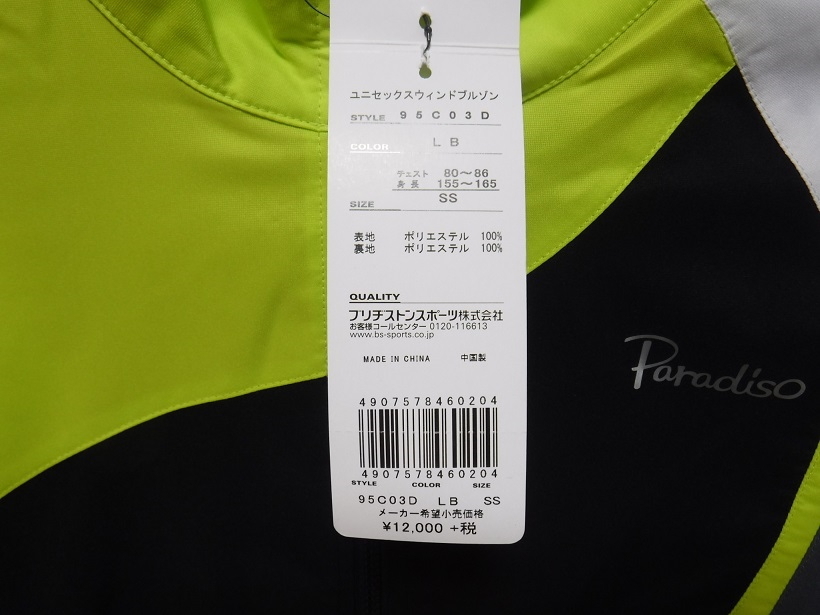 ユニセックスウィンドブルゾン
STYLE 95C03D
COLOR LB
チェスト 80〜86
身長 155〜165
SIZE SS
表地 ポリエステル 100%
裏地 ポリエステル 100%
QUALITY
ブリヂストンスポーツ株式会社
お客様コールセンター 0120-116613
www.bs-sports.co.jp
MADE IN CHINA 中国製
4907578460204
4907578460204
STYLE COLOR SIZE
95C03D LB SS
メーカー希望小売価格
¥12,000 +税
Paradiso